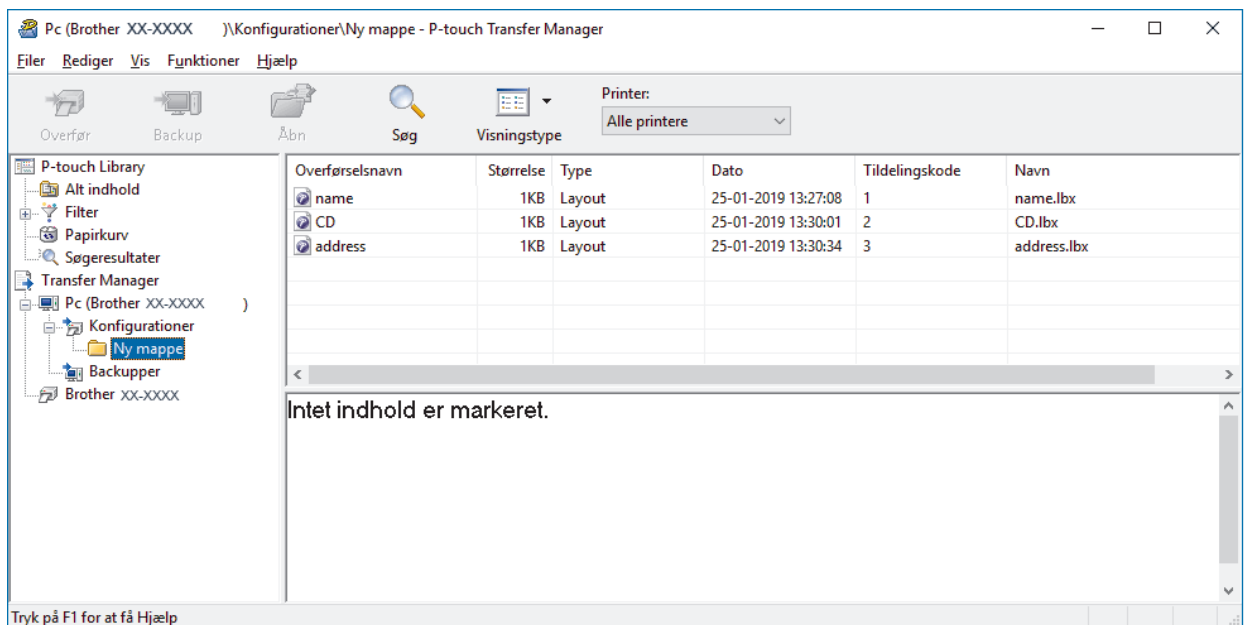 Pc (Brother XX-XXXX )\Konfigurationer\Ny mappe - P-touch Transfer Manager
Filer Rediger Vis Funktioner Hjælp
Overfør Backup Åbn Søg Visningstype
Printer:
Alle printere
P-touch Library
Alt indhold
Filter
Papirkurv
Søgeresultater
Transfer Manager
Pc (Brother XX-XXXX )
Konfigurationer
Ny mappe
Backupper
Brother XX-XXXX
Overførselsnavn Størrelse Type Dato Tildelingskode Navn
name 1KB Layout 25-01-2019 13:27:08 1 name.lbx
CD 1KB Layout 25-01-2019 13:30:01 2 CD.lbx
address 1KB Layout 25-01-2019 13:30:34 3 address.lbx
Intet indhold er markeret.
Tryk på F1 for at få Hjælp